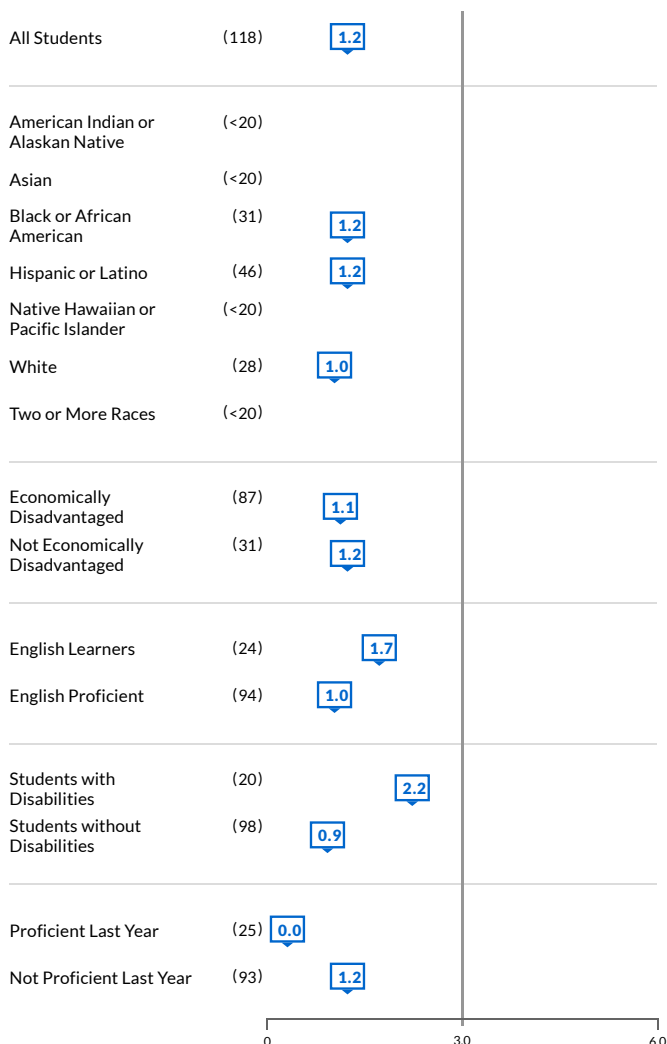 All Students (118) 1.2
American Indian or (<20)
Alaskan Native
Asian (<20)
Black or African (31) 1.2
American
Hispanic or Latino (46) 1.2
Native Hawaiian or (<20)
Pacific Islander
White (28) 1.0
Two or More Races (<20)
Economically (87) 1.1
Disadvantaged
Not Economically (31) 1.2
Disadvantaged
English Learners (24) 1.7
English Proficient (94) 1.0
Students with (20) 2.2
Disabilities
Students without (98) 0.9
Disabilities
Proficient Last Year (25) 0.0
Not Proficient Last Year (93) 1.2
0 3.0 6.0